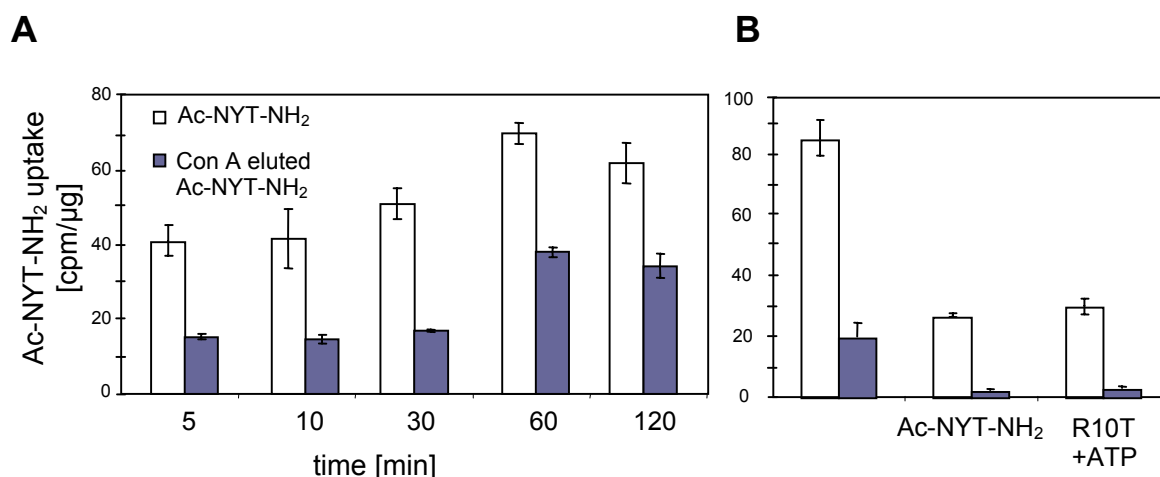 A
B
Ac-NYT-NH2 uptake
[cpm/µg]
80
60
40
20
0
Ac-NYT-NH2
Con A eluted
Ac-NYT-NH2
5 10 30 60 120
time [min]
100
80
60
40
20
0
Ac-NYT-NH2
R10T
+ATP